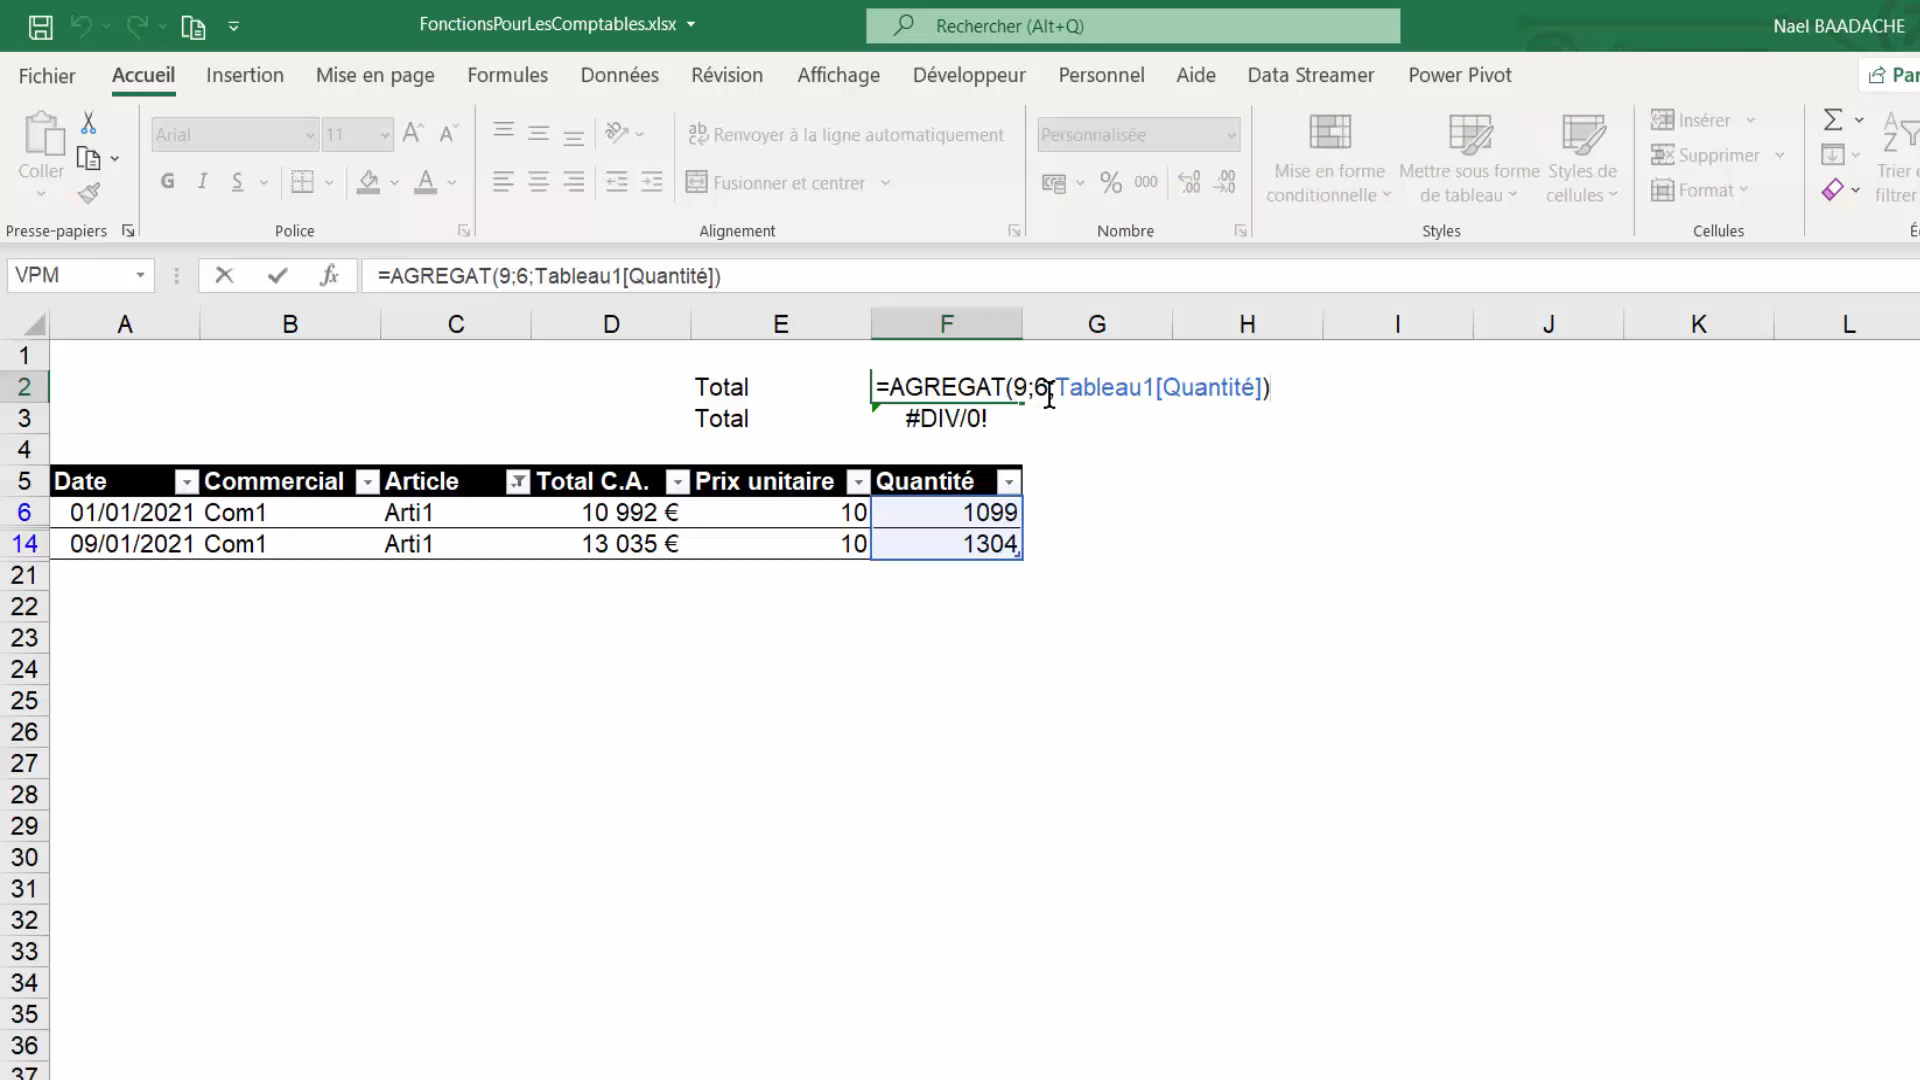 FonctionsPourLesComptables.xlsx
Rechercher (Alt+Q)
Nael BAADACHE
Fichier Accueil Insertion Mise en page Formules Données Révision Affichage Développeur Personnel Aide Data Streamer Power Pivot Par
Coller
Arial 11
G I S
Renvoyer à la ligne automatiquement
Fusionner et centrer
Personnalisée
% 000
Mise en forme conditionnelle
Mettre sous forme de tableau
Styles de cellules
Insérer
Supprimer
Format
Trier e
filtrer
Presse-papiers Police Alignement Nombre Styles Cellules É
VPM fx =AGREGAT(9;6;Tableau1[Quantité])
A B C D E F G H I J K L
1
2 Total =AGREGAT(9;6;Tableau1[Quantité])
3 Total #DIV/0!
4
5 Date Commercial Article Total C.A. Prix unitaire Quantité
6 01/01/2021 Com1 Arti1 10 992 € 10 1099
14 09/01/2021 Com1 Arti1 13 035 € 10 1304
21
22
23
24
25
26
27
28
29
30
31
32
33
34
35
36
37